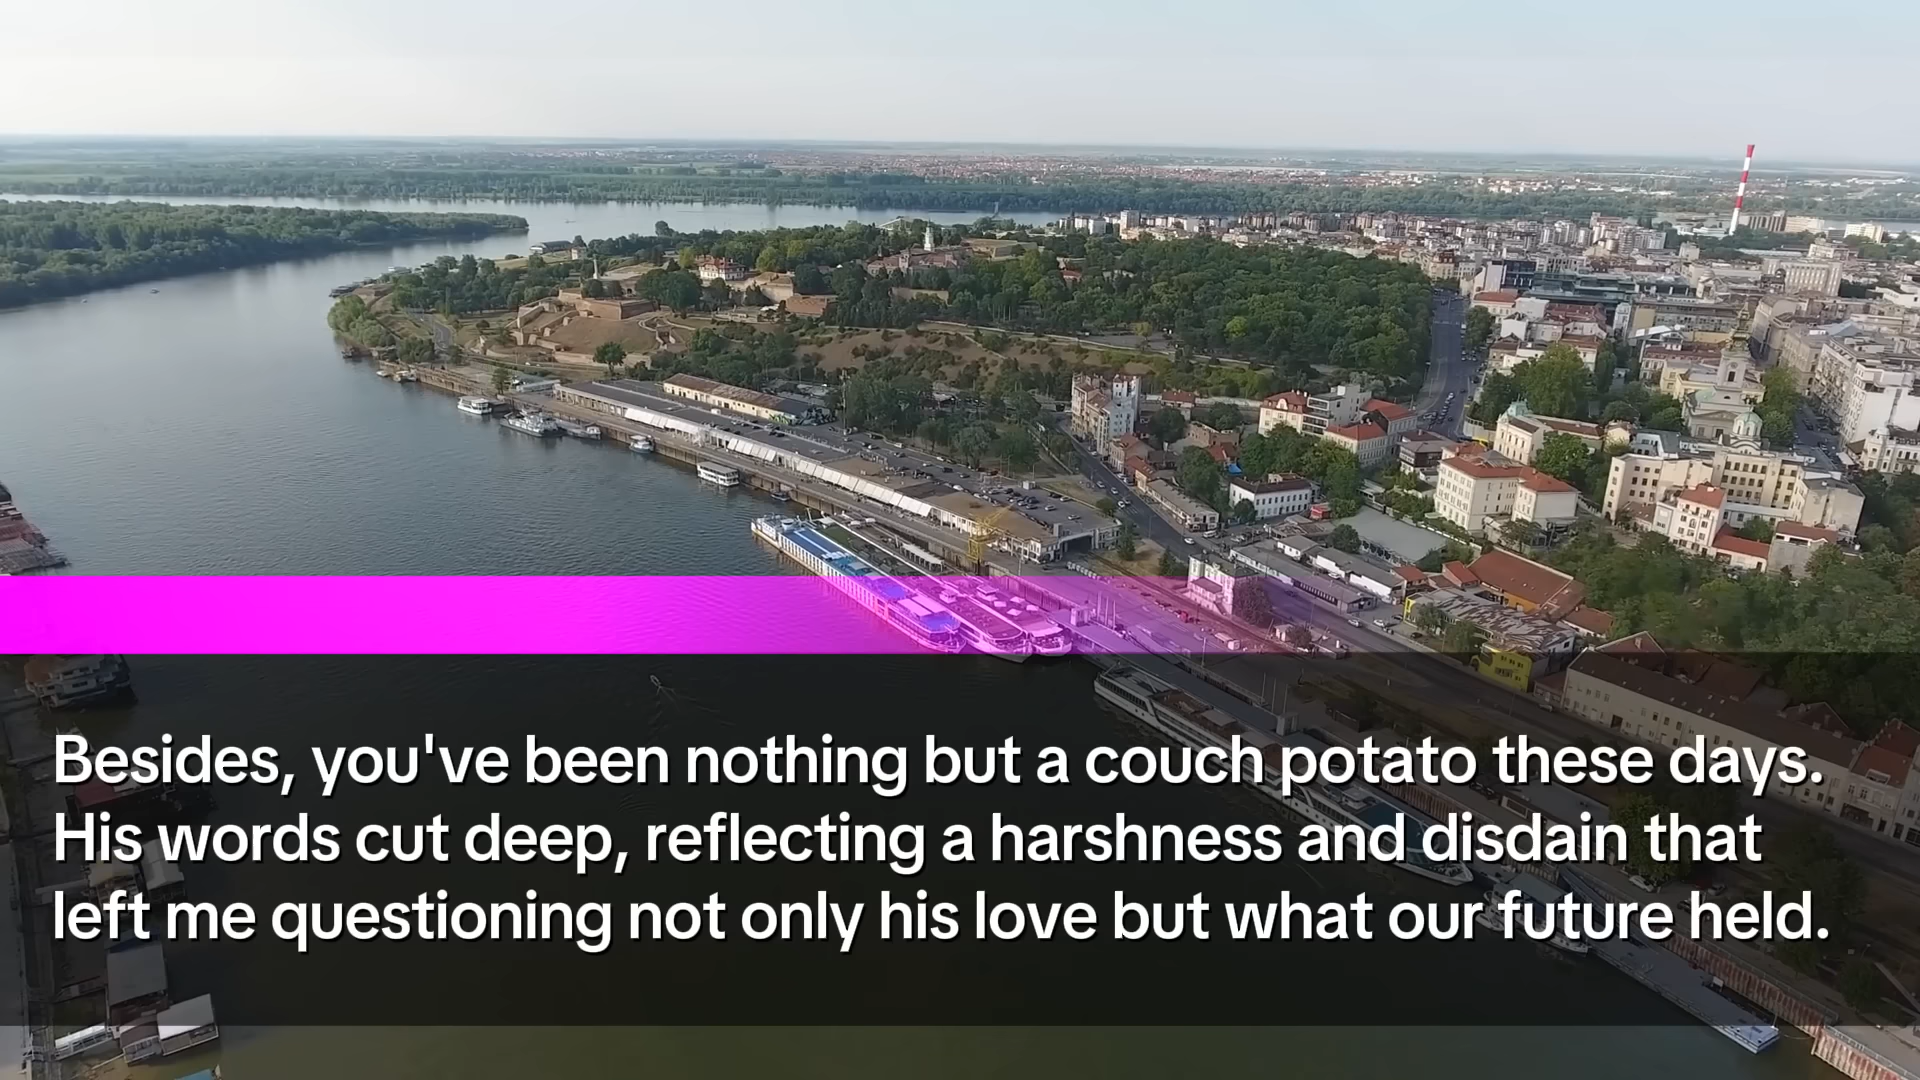 Besides, you've been nothing but a couch potato these days.
His words cut deep, reflecting a harshness and disdain that
left me questioning not only his love but what our future held.